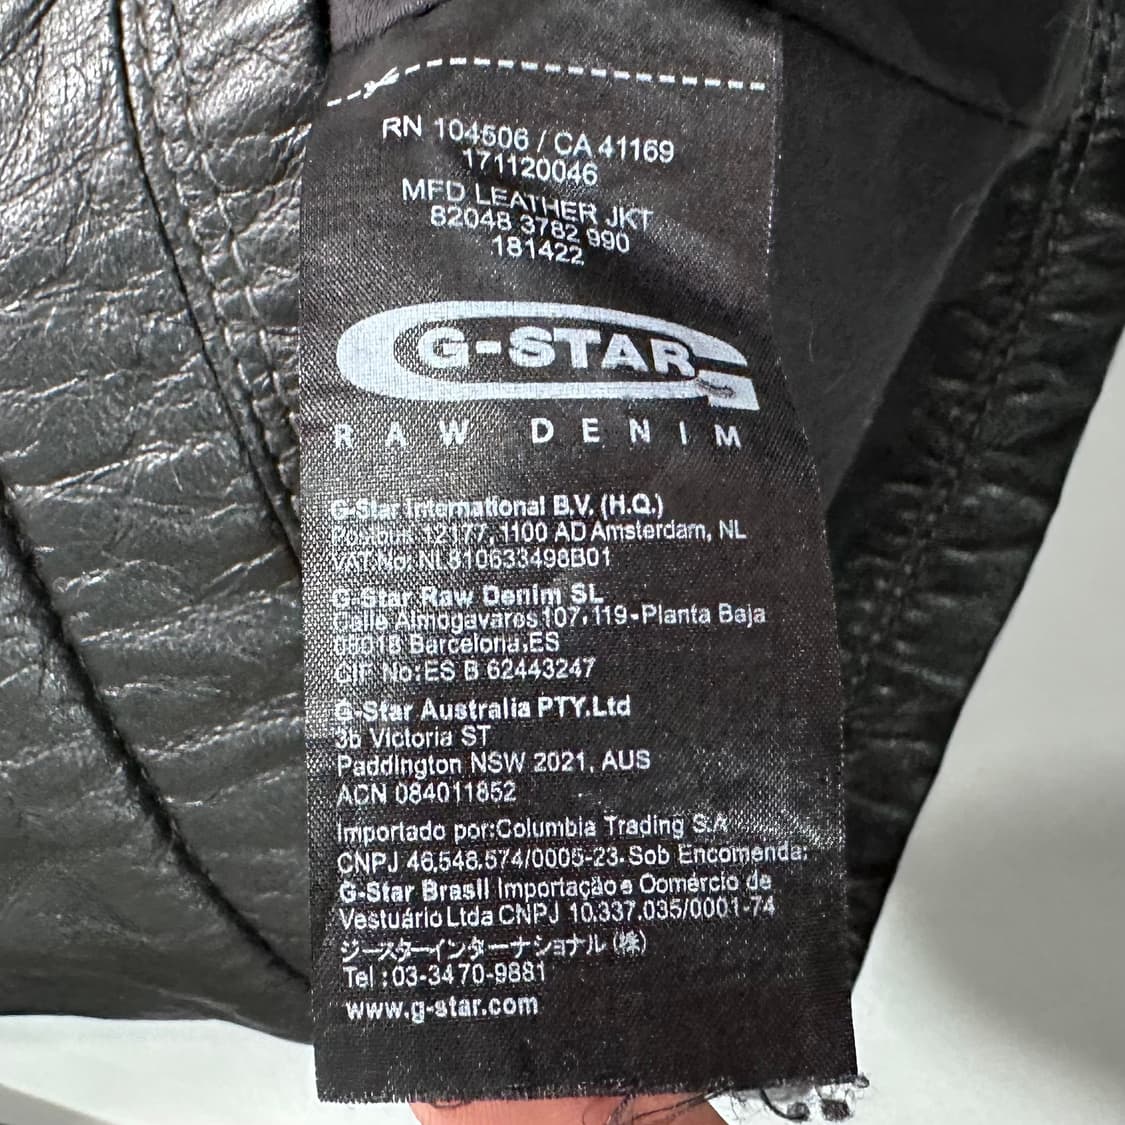 RN 104506 / CA 41169
171120046
MFD LEATHER JKT
82048 3782 990
181422
G-STAR
RAW DENIM
G-Star International B.V. (H.Q.)
Postbus 12177, 1100 AD Amsterdam, NL
VAT No: NL810633498B01
G-Star Raw Denim SL
Calle Almogavares 107,119-Planta Baja
08018 Barcelona,ES
CIF No:ES B 62443247
G-Star Australia PTY.Ltd
3b Victoria ST
Paddington NSW 2021, AUS
ACN 084011852
Importado por:Columbia Trading S.A
CNPJ 46.548.574/0005-23-Sob Encomenda:
G-Star Brasil Importação e Comércio de
Vestuário Ltda CNPJ 10.337.035/0001-74
ジースターインターナショナル(株)
Tel :03-3470-9881
www.g-star.com